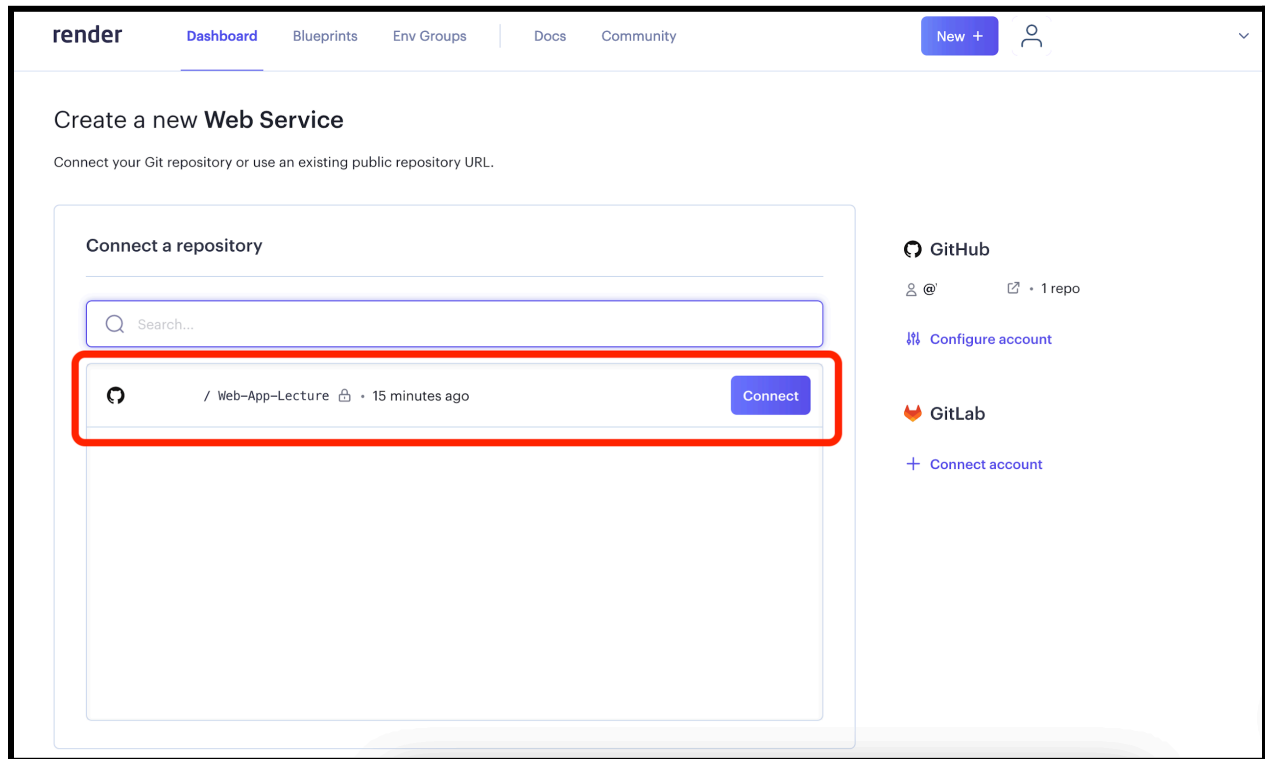 render Dashboard Blueprints Env Groups Docs Community New +
Create a new Web Service
Connect your Git repository or use an existing public repository URL.
Connect a repository
Search...
/ Web-App-Lecture • 15 minutes ago Connect
GitHub
@' • 1 repo
Configure account
GitLab
+ Connect account